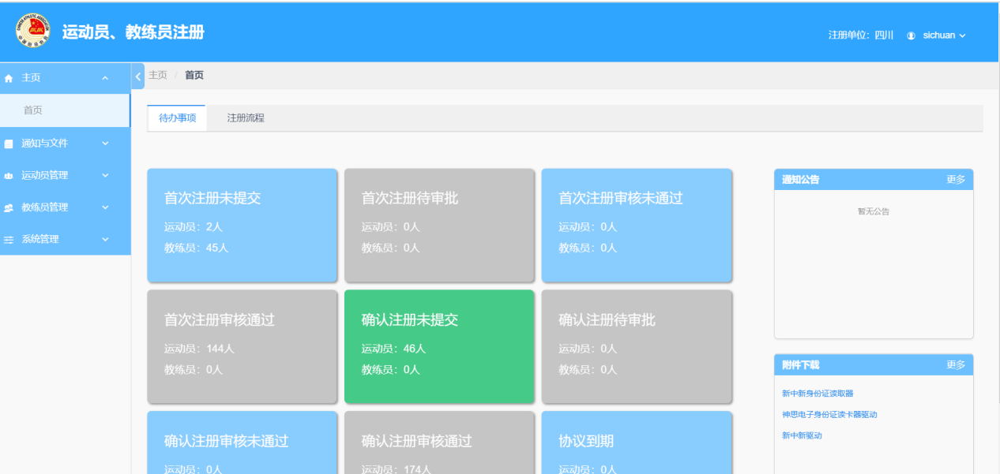 运动员、教练员注册
注册单位：四川 sichuan
主页
首页
通知与文件
运动员管理
教练员管理
系统管理
主页 / 首页
待办事项 注册流程
首次注册未提交
运动员：2人
教练员：45人
首次注册待审批
运动员：0人
教练员：0人
首次注册审核未通过
运动员：0人
教练员：0人
首次注册审核通过
运动员：144人
教练员：0人
确认注册未提交
运动员：46人
教练员：0人
确认注册待审批
运动员：0人
教练员：0人
确认注册审核未通过
运动员：0人
确认注册审核通过
运动员：174人
协议到期
运动员：0人
通知公告 更多
暂无公告
附件下载 更多
新中新身份证读取器
神思电子身份证读卡器驱动
新中新驱动